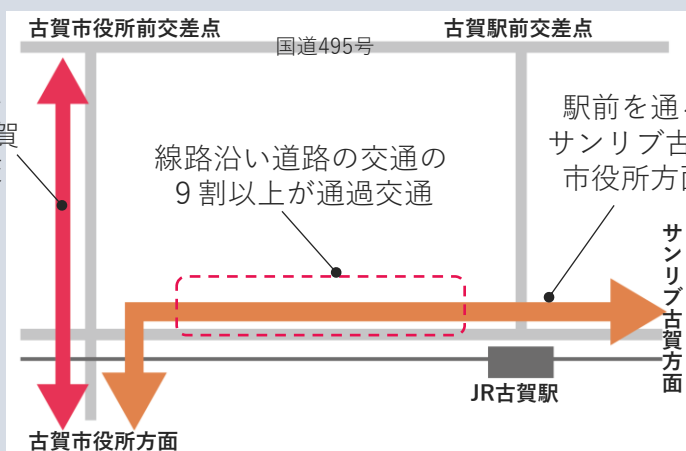 古賀市役所前交差点
古賀駅前交差点
国道495号
賀
線路沿い道路の交通の
９割以上が通過交通
駅前を通
サンリブ古
市役所方面
サンリブ古賀方面
JR古賀駅
古賀市役所方面